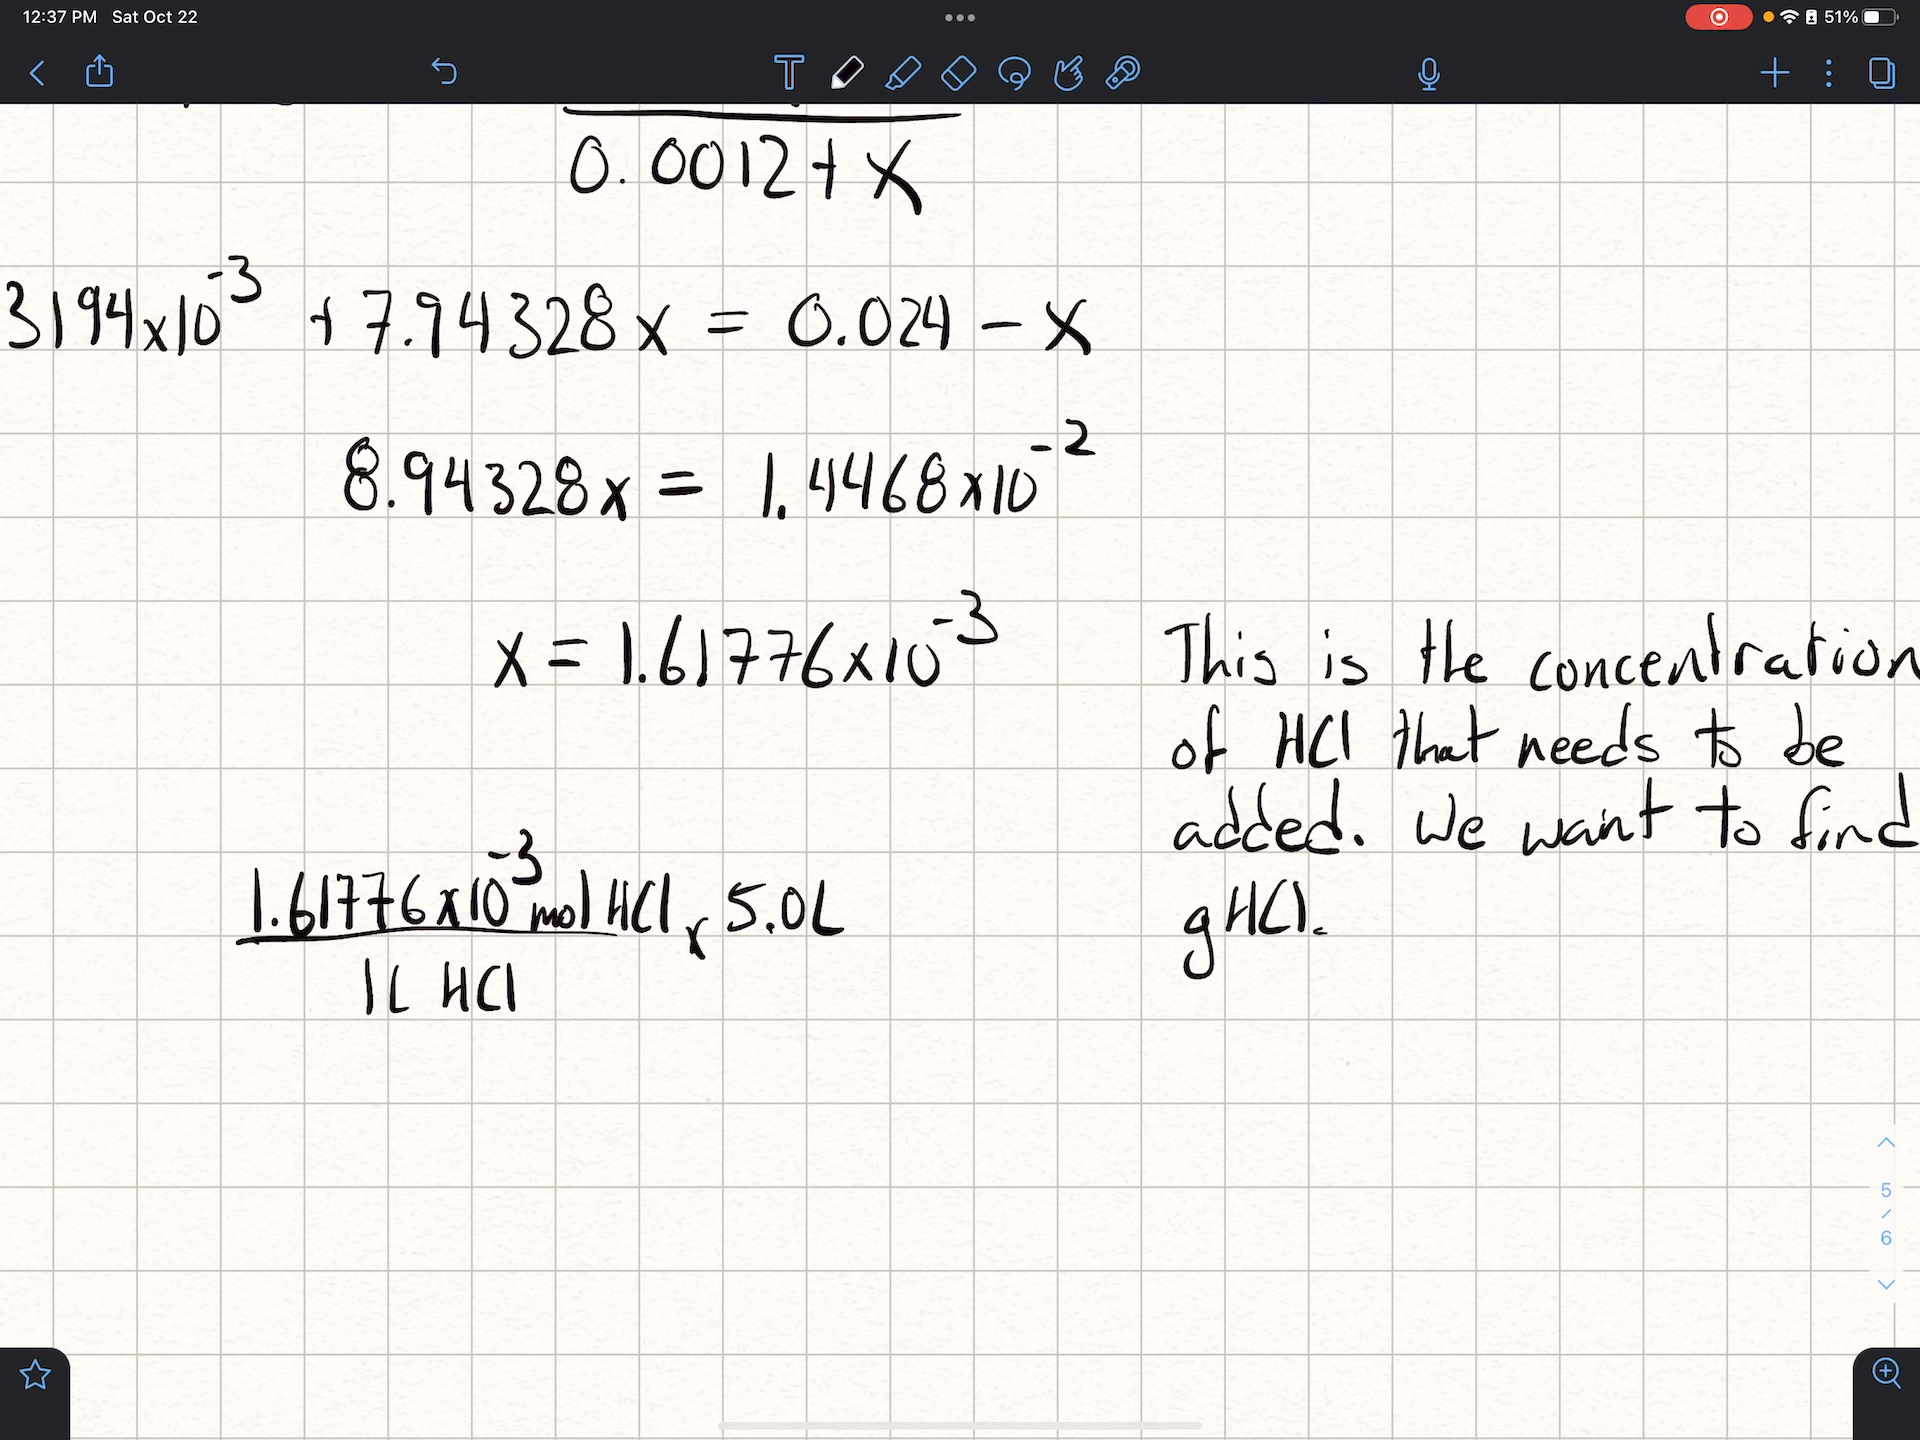 12:37 PM Sat Oct 22
51%
0.0012 + x
3194x10^-3 + 7.94328x = 0.024 - x
8.94328x = 1.4468x10^-2
x = 1.61776x10^-3
This is the concentration
of HCl that needs to be
added. We want to find
g HCl.
1.61776x10^-3 mol HCl x 5.0L
1L HCl
5
/
6